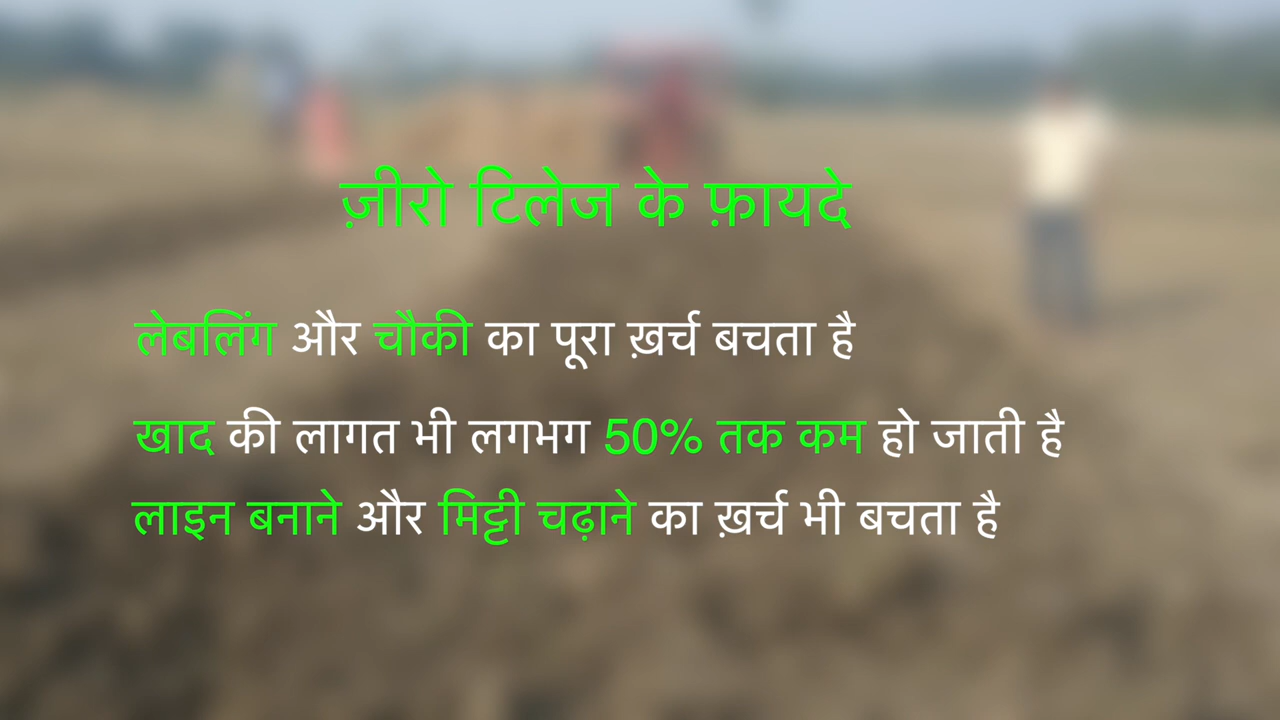 ज़ीरो टिलेज के फ़ायदे
लेबलिंग और चौकी का पूरा ख़र्च बचता है
खाद की लागत भी लगभग 50% तक कम हो जाती है
लाइन बनाने और मिट्टी चढ़ाने का ख़र्च भी बचता है